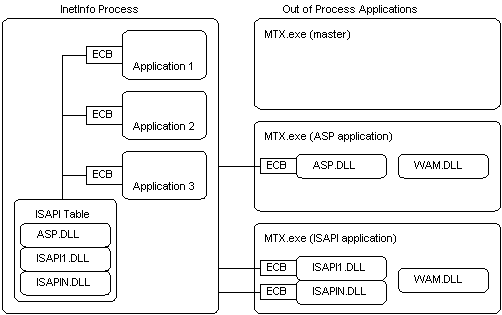 InetInfo Process
Out of Process Applications
ECB
Application 1
ECB
Application 2
ECB
Application 3
ISAPI Table
ASP.DLL
ISAPI1.DLL
ISAPIN.DLL
MTX.exe (master)
MTX.exe (ASP application)
ECB
ASP.DLL
WAM.DLL
MTX.exe (ISAPI application)
ECB
ISAPI1.DLL
ECB
ISAPIN.DLL
WAM.DLL